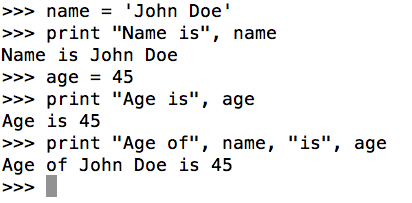 >>> name = 'John Doe'
>>> print "Name is", name
Name is John Doe
>>> age = 45
>>> print "Age is", age
Age is 45
>>> print "Age of", name, "is", age
Age of John Doe is 45
>>>